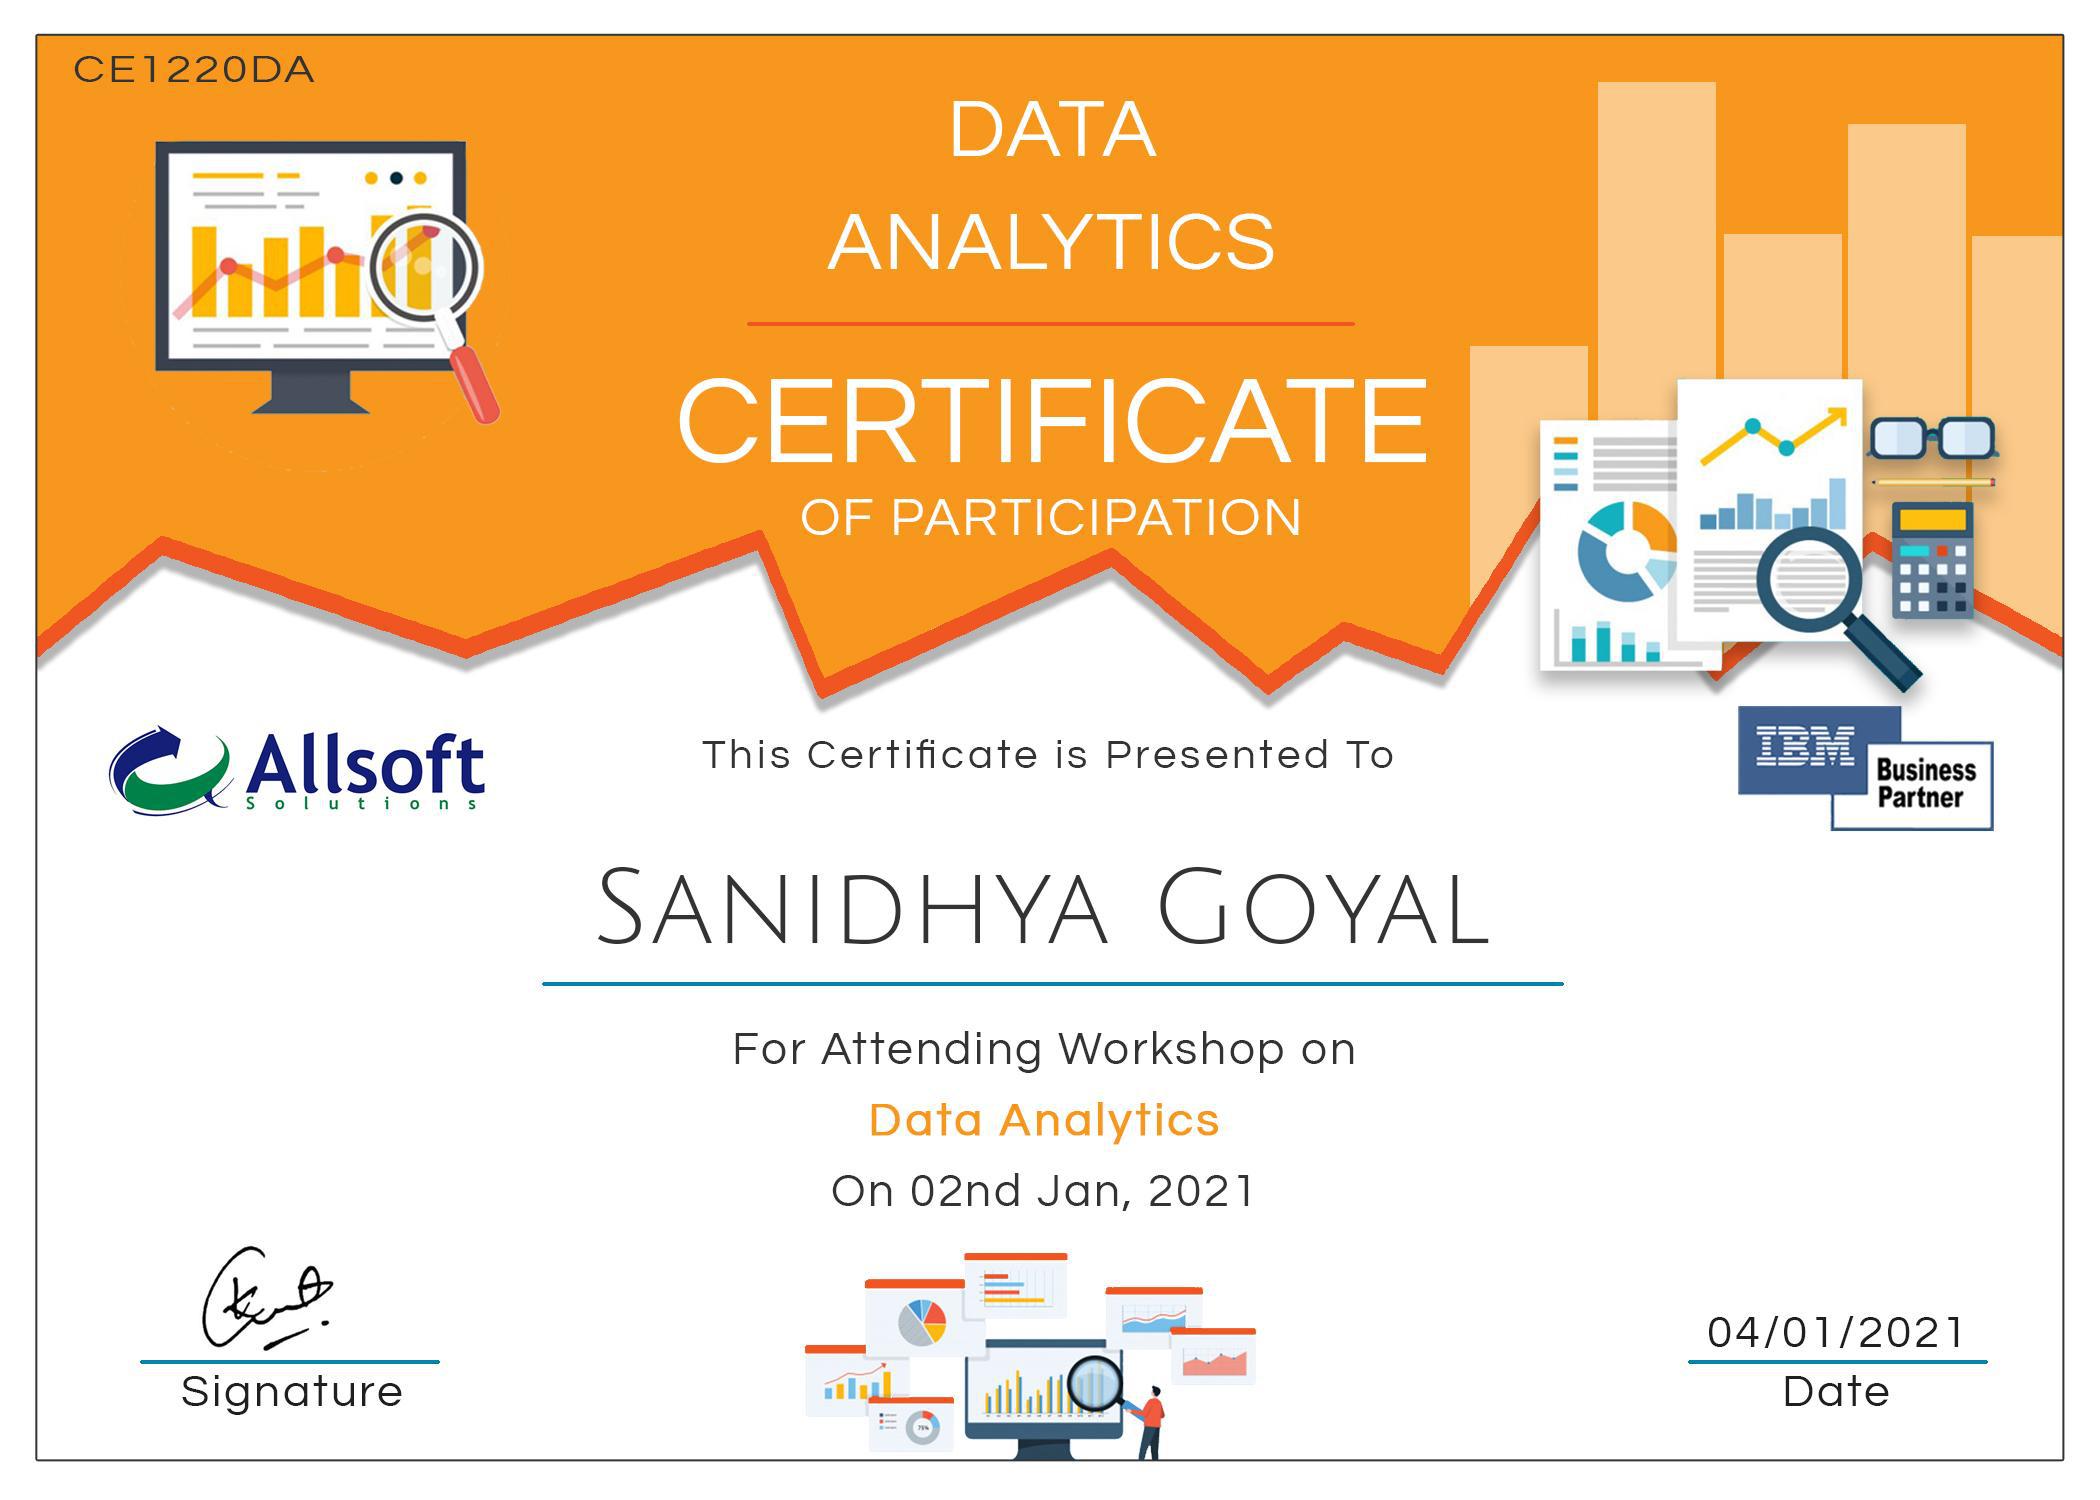 CE1220DA
DATA
ANALYTICS
CERTIFICATE
OF PARTICIPATION
Allsoft
Solutions
This Certificate is Presented To
IBM
Business
Partner
SANIDHYA GOYAL
For Attending Workshop on
Data Analytics
On 02nd Jan, 2021
Signature
04/01/2021
Date
75%